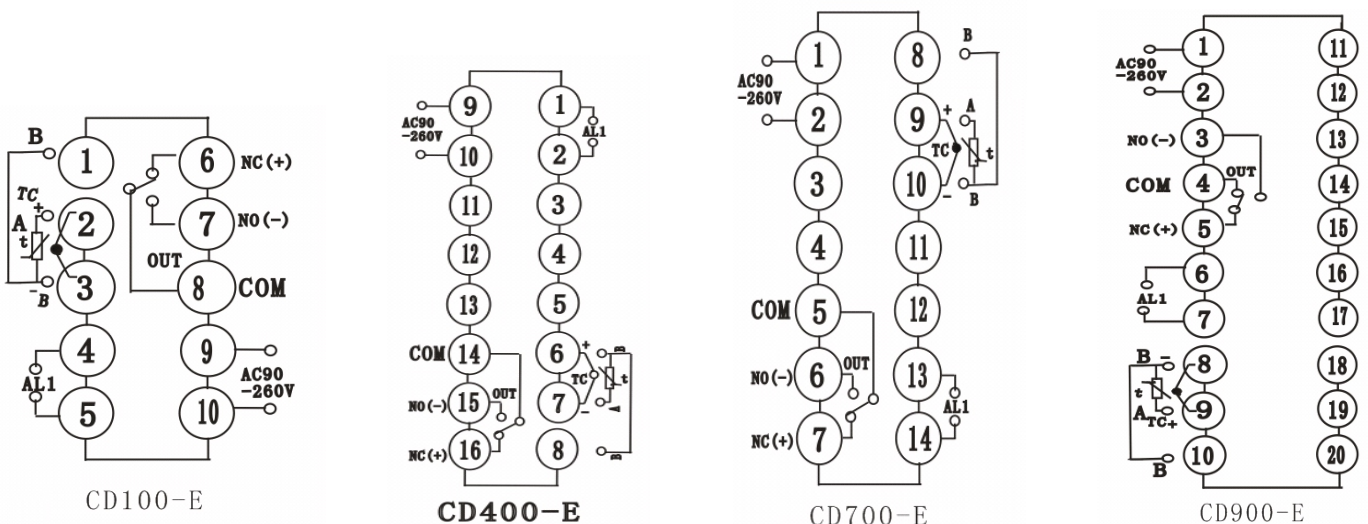 B
1
6
NC(+)
TC
+
A
t
2
7
NO(-)
OUT
-B
3
8
COM
4
9
AL1
AC90
-260V
5
10
CD100-E
9
1
AC90
-260V
AL1
10
2
11
3
12
4
13
5
COM
14
6
+
B
TC
t
NO(-)
15
OUT
7
-
A
NC(+)
16
8
B
CD400-E
1
8
B
AC90
-260V
2
9
+
A
TC
t
3
10
-
B
4
11
COM
5
12
NO(-)
6
OUT
13
AL1
NC(+)
7
14
CD700-E
1
11
AC90
-260V
2
12
NO(-)
3
13
COM
4
OUT
14
NC(+)
5
15
6
16
AL1
7
17
B -
8
18
t
A
TC+
9
19
B
10
20
CD900-E